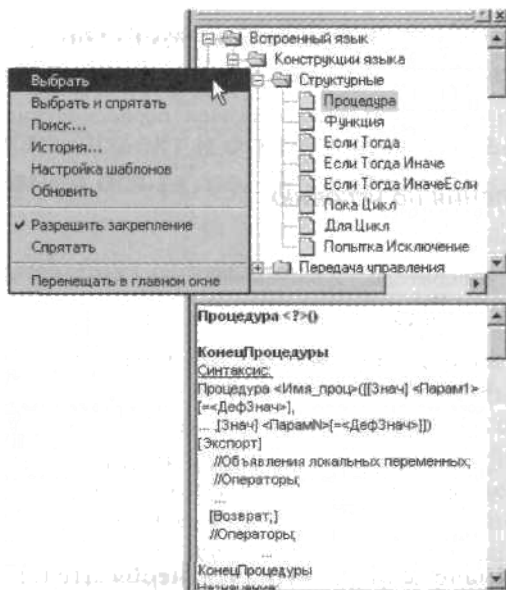 Встроенный язык
Конструкции языка
Структурные
Процедура
Функция
Если Тогда
Если Тогда Иначе
Если Тогда ИначеЕсли
Пока Цикл
Для Цикл
Попытка Исключение
Передача управления
Выбрать
Выбрать и спрятать
Поиск...
История...
Настройка шаблонов
Обновить
Разрешить закрепление
Спрятать
Перемещать в главном окне
Процедура <?>()
КонецПроцедуры
Синтаксис:
Процедура <Имя_проц>([[Знач] <Парам1>
[=<ДефЗнач>],
... ,[Знач] <ПарамN>[=<ДефЗнач>]])
[Экспорт]
//Объявления локальных переменных;
//Операторы;
...
[Возврат;]
//Операторы;
...
КонецПроцедуры
Назначение: